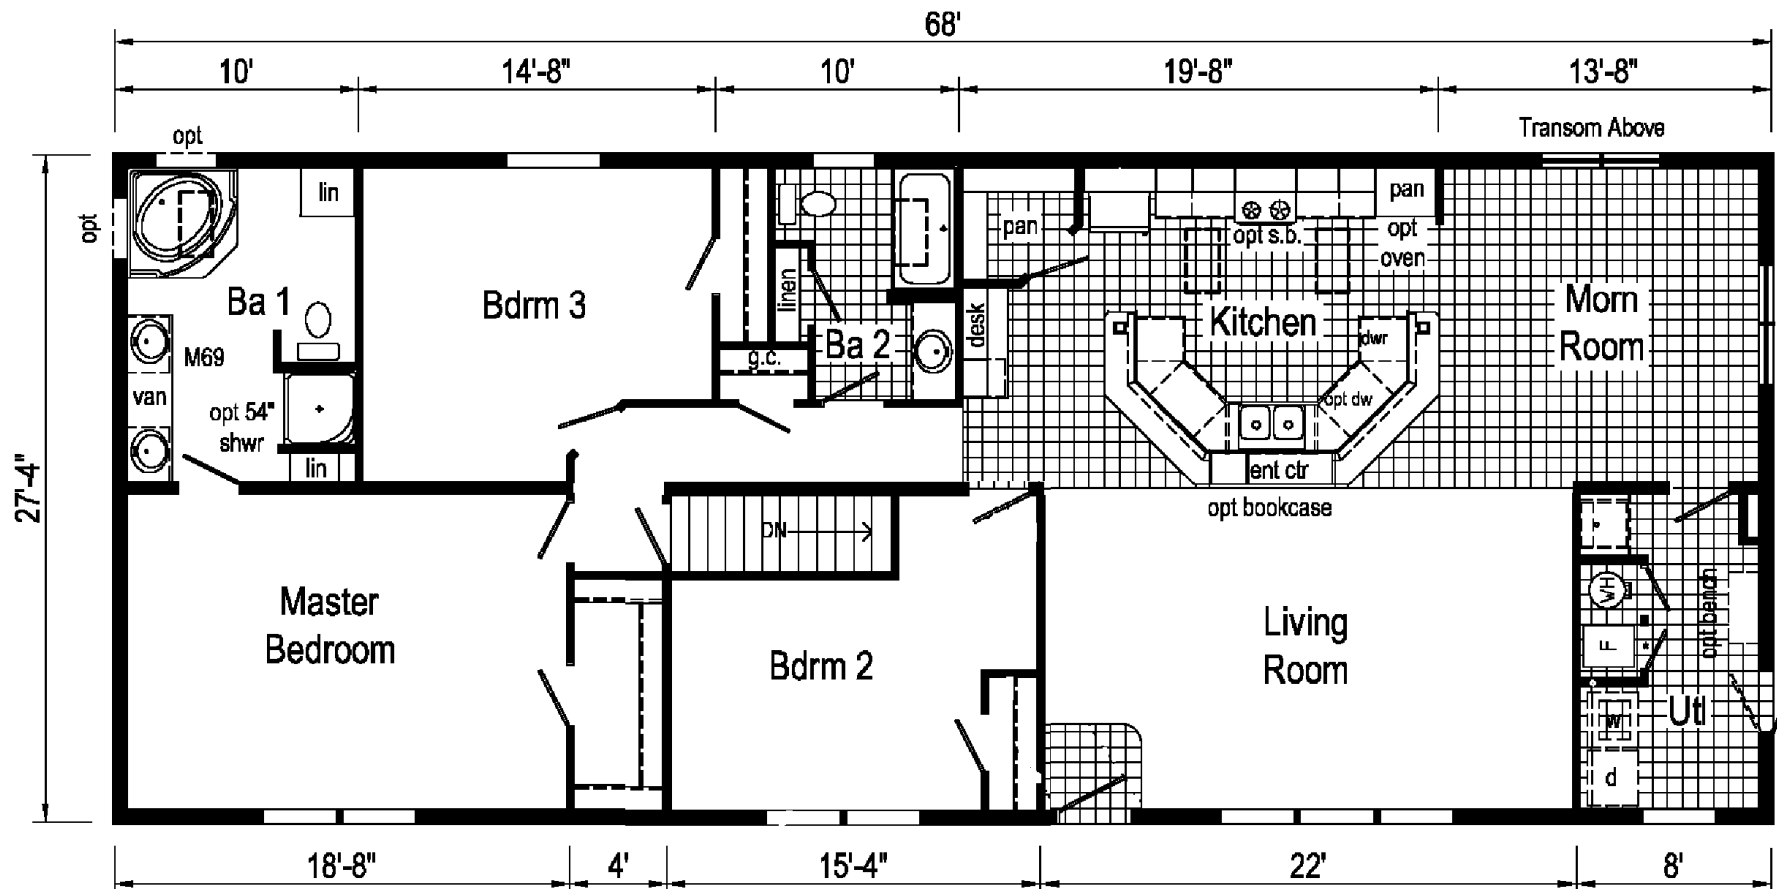 68'
10' 14'-8" 10' 19'-8" 13'-8"
Transom Above
opt
lin
pan
pan
opt
opt s.b.
opt
oven
linen
Ba 1
Bdrm 3
Morn
Room
desk
Kitchen
M69
g.c.
Ba 2
dwr
van
opt 54"
shwr
opt dw
lin
ent ctr
opt bookcase
27'-4"
DN
Master
Bedroom
Living
Room
WH
opt bench
F
Bdrm 2
Utl
w
d
18'-8" 4' 15'-4" 22' 8'